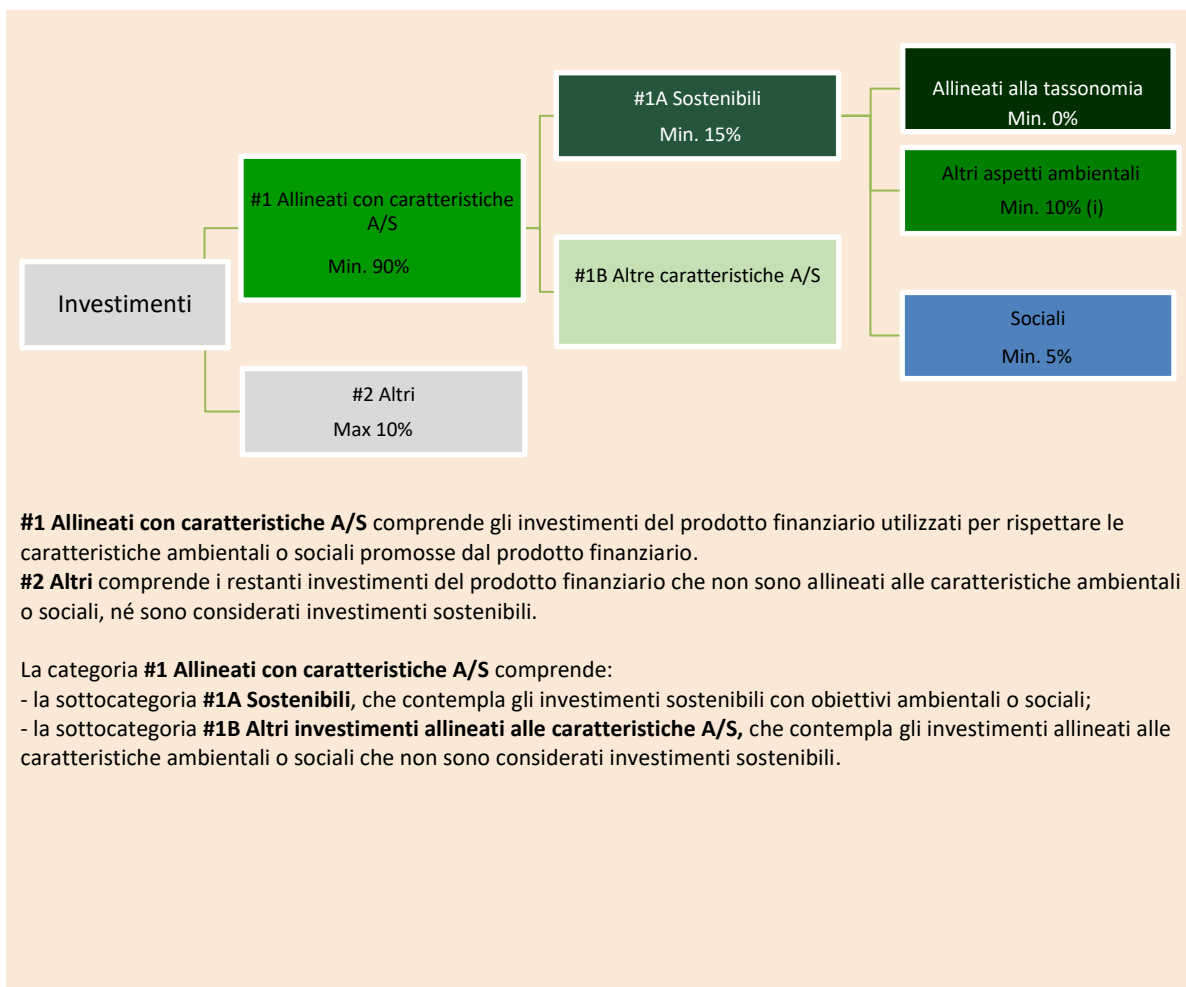 Investimenti
#1 Allineati con caratteristiche
A/S
Min. 90%
#2 Altri
Max 10%
#1A Sostenibili
Min. 15%
#1B Altre caratteristiche A/S
Allineati alla tassonomia
Min. 0%
Altri aspetti ambientali
Min. 10% (i)
Sociali
Min. 5%
#1 Allineati con caratteristiche A/S comprende gli investimenti del prodotto finanziario utilizzati per rispettare le
caratteristiche ambientali o sociali promosse dal prodotto finanziario.
#2 Altri comprende i restanti investimenti del prodotto finanziario che non sono allineati alle caratteristiche ambientali
o sociali, né sono considerati investimenti sostenibili.
La categoria #1 Allineati con caratteristiche A/S comprende:
- la sottocategoria #1A Sostenibili, che contempla gli investimenti sostenibili con obiettivi ambientali o sociali;
- la sottocategoria #1B Altri investimenti allineati alle caratteristiche A/S, che contempla gli investimenti allineati alle
caratteristiche ambientali o sociali che non sono considerati investimenti sostenibili.